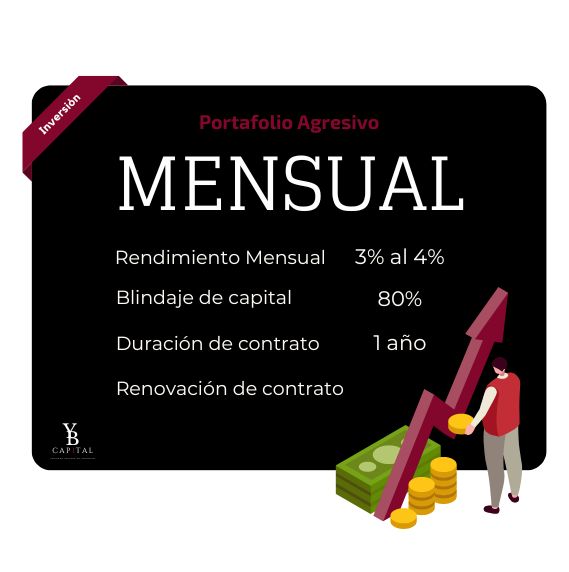 Inversión
Portafolio Agresivo
MENSUAL
Rendimiento Mensual 3% al 4%
Blindaje de capital 80%
Duración de contrato 1 año
Renovación de contrato
YB
CAPITAL